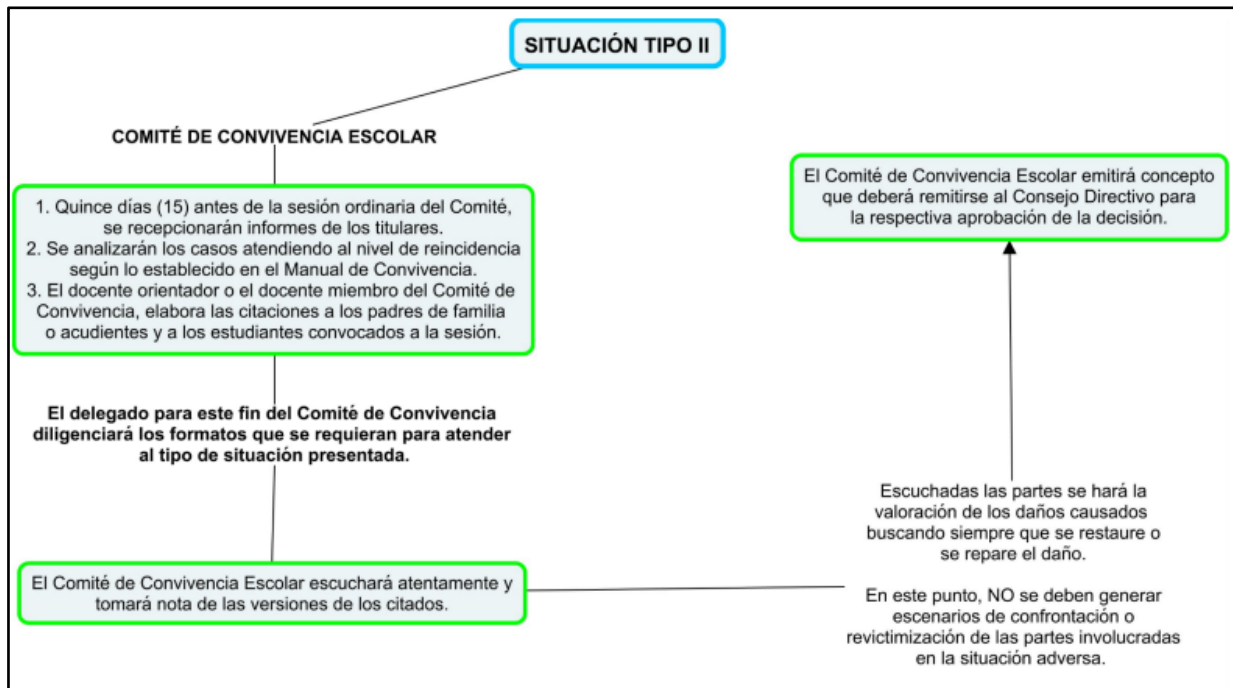 SITUACIÓN TIPO II
COMITÉ DE CONVIVENCIA ESCOLAR
1. Quince días (15) antes de la sesión ordinaria del Comité,
se recepcionarán informes de los titulares.
2. Se analizarán los casos atendiendo al nivel de reincidencia
según lo establecido en el Manual de Convivencia.
3. El docente orientador o el docente miembro del Comité de
Convivencia, elabora las citaciones a los padres de familia
o acudientes y a los estudiantes convocados a la sesión.
El delegado para este fin del Comité de Convivencia
diligenciará los formatos que se requieran para atender
al tipo de situación presentada.
El Comité de Convivencia Escolar escuchará atentamente y
tomará nota de las versiones de los citados.
Escuchadas las partes se hará la
valoración de los daños causados
buscando siempre que se restaure o
se repare el daño.
En este punto, NO se deben generar
escenarios de confrontación o
revictimización de las partes involucradas
en la situación adversa.
El Comité de Convivencia Escolar emitirá concepto
que deberá remitirse al Consejo Directivo para
la respectiva aprobación de la decisión.